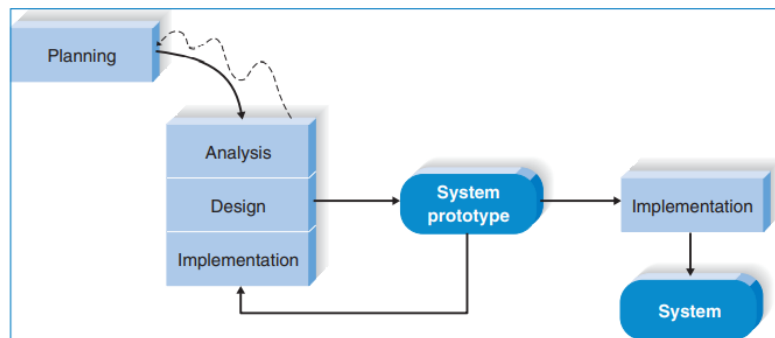 Planning
Analysis
Design
Implementation
System
prototype
Implementation
System